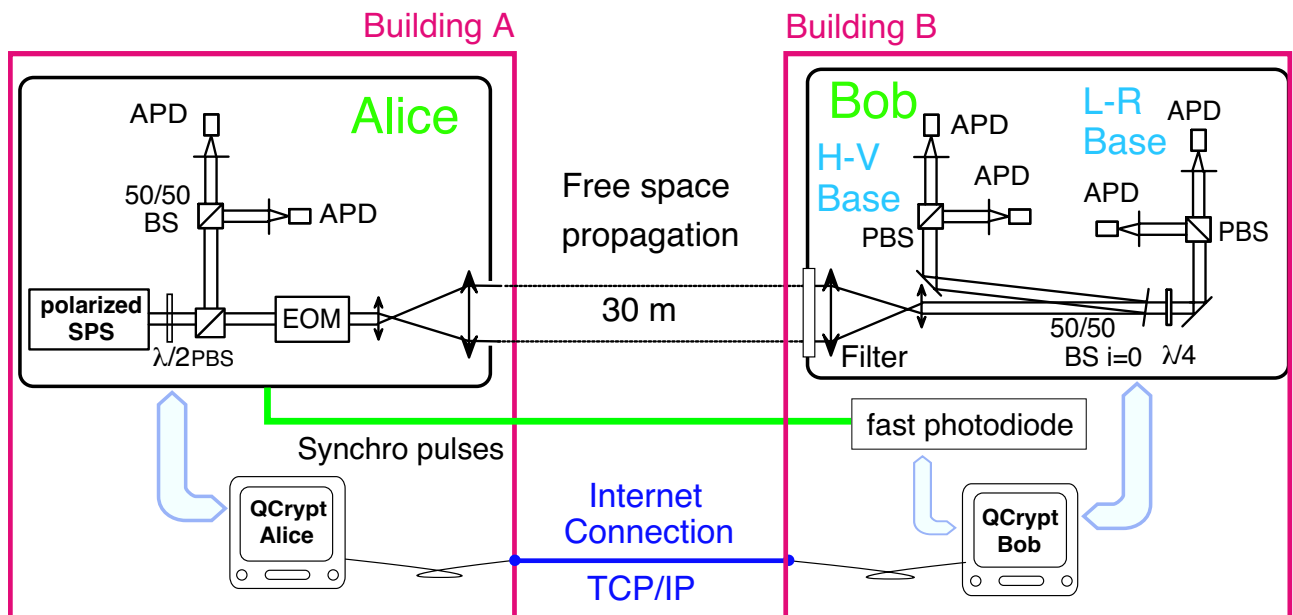 Building A
Building B
APD
Alice
50/50
BS
APD
polarized
SPS
λ/2
PBS
EOM
Free space
propagation
30 m
Bob
H-V
Base
APD
APD
PBS
L-R
Base
APD
APD
PBS
Filter
50/50
BS i=0
λ/4
Synchro pulses
fast photodiode
QCrypt
Alice
Internet
Connection
TCP/IP
QCrypt
Bob